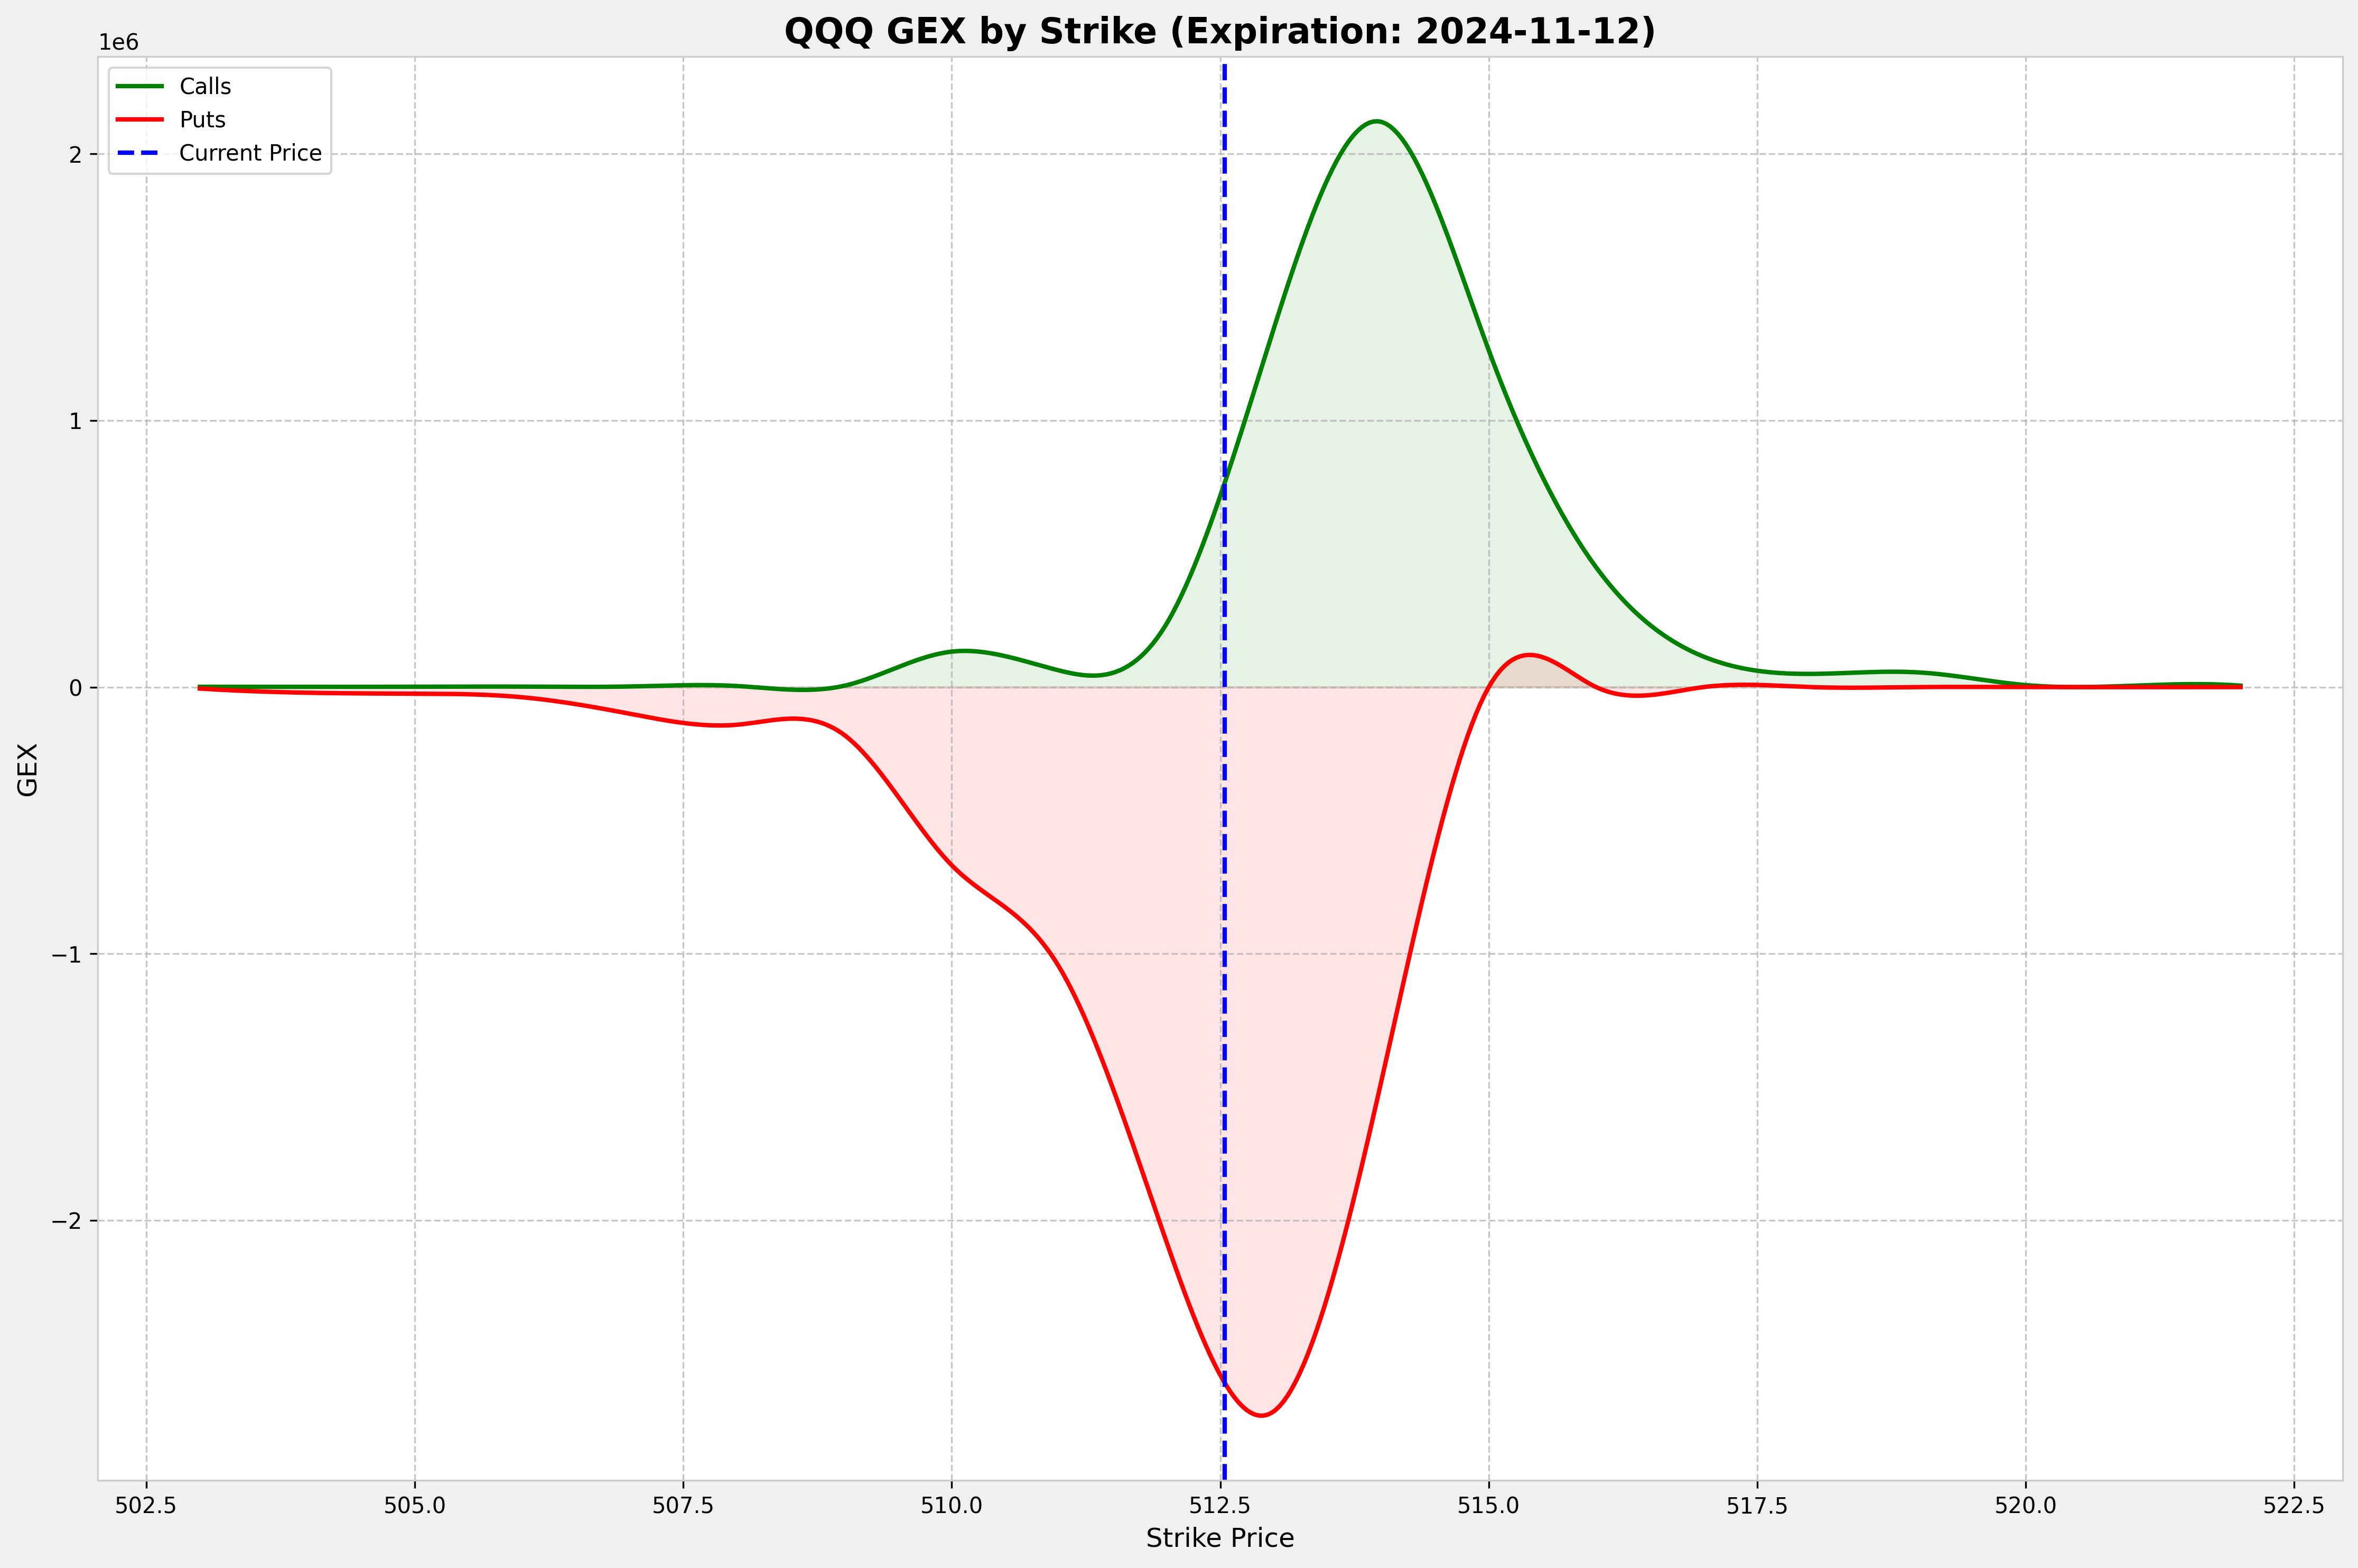 QQQ GEX by Strike (Expiration: 2024-11-12)
1e6
Calls
Puts
Current Price
2
1
0
−1
−2
GEX
502.5 505.0 507.5 510.0 512.5 515.0 517.5 520.0 522.5
Strike Price